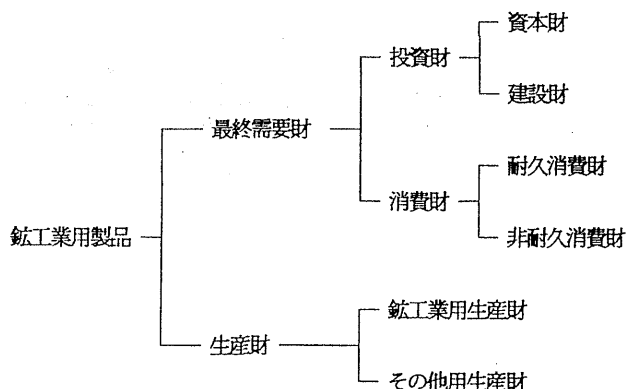 資本財
投資財
建設財
最終需要財
耐久消費財
消費財
非耐久消費財
鉱工業用製品
鉱工業用生産財
生産財
その他用生産財